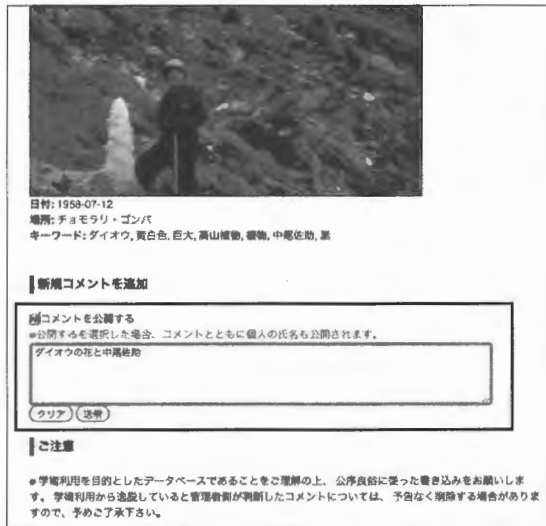 日付: 1958-07-12
場所: チョモラリ・ゴンパ
キーワード: ダイオウ, 黄白色, 巨大, 高山植物, 植物, 中尾佐助, 茎
新規コメントを追加
コメントを公開する
※公開するを選択した場合、コメントとともに個人の氏名も公開されます。
ダイオウの花と中尾佐助
クリア 送信
ご注意
※学術利用を目的としたデータベースであることをご理解の上、 公序良俗に従った書き込みをお願いしま
す。 学術利用から逸脱していると管理者側が判断したコメントについては、 予告なく削除する場合がありま
すので、予めご了承下さい。